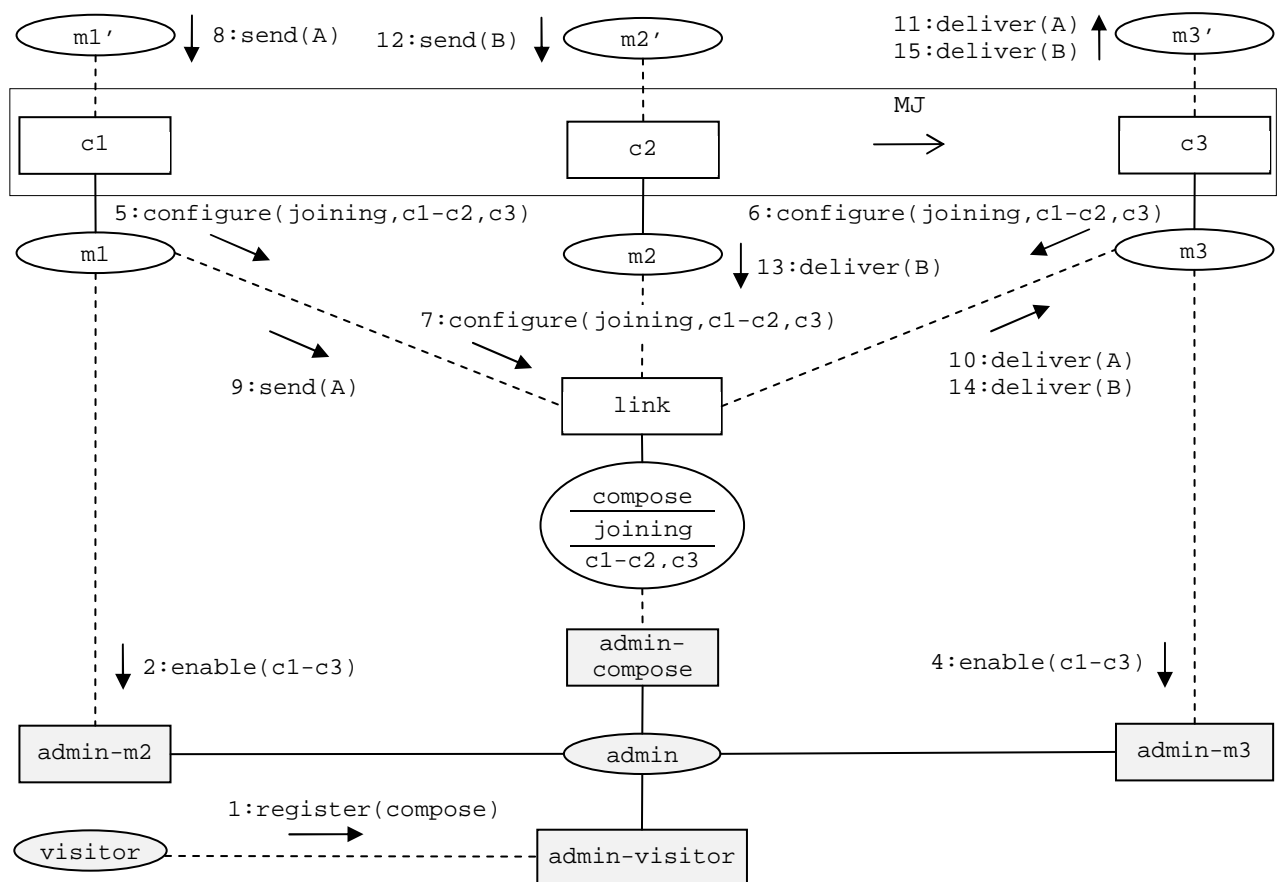 m1’
8:send(A)
12:send(B)
m2’
11:deliver(A)
15:deliver(B)
m3’
MJ
c1
c2
c3
5:configure(joining,c1-c2,c3)
6:configure(joining,c1-c2,c3)
m1
m2
m3
13:deliver(B)
7:configure(joining,c1-c2,c3)
9:send(A)
10:deliver(A)
14:deliver(B)
link
compose
joining
c1-c2,c3
2:enable(c1-c3)
admin-
compose
4:enable(c1-c3)
admin-m2
admin
admin-m3
1:register(compose)
visitor
admin-visitor